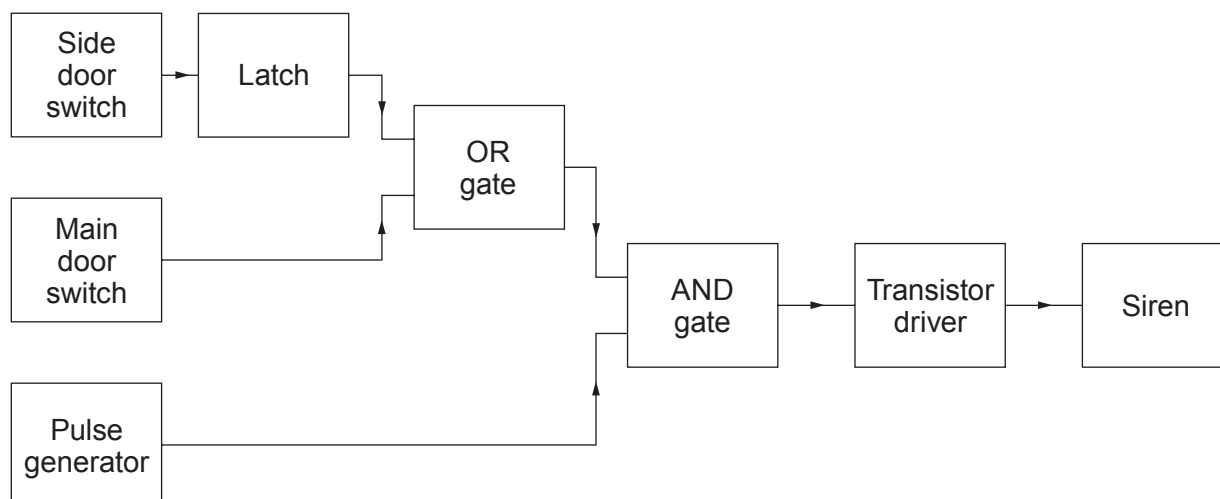 Side
door
switch
Latch
OR
gate
Main
door
switch
AND
gate
Transistor
driver
Siren
Pulse
generator